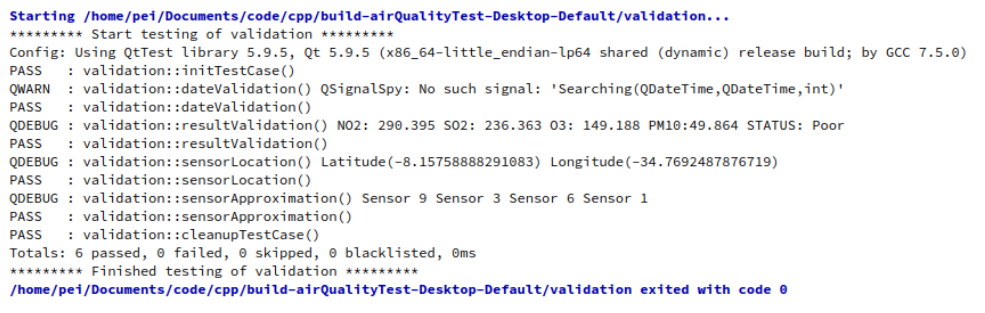 Starting /home/pei/Documents/code/cpp/build-airQualityTest-Desktop-Default/validation...
********* Start testing of validation *********
Config: Using QtTest library 5.9.5, Qt 5.9.5 (x86_64-little_endian-lp64 shared (dynamic) release build; by GCC 7.5.0)
PASS   : validation::initTestCase()
QWARN  : validation::dateValidation() QSignalSpy: No such signal: 'Searching(QDateTime,QDateTime,int)'
PASS   : validation::dateValidation()
QDEBUG : validation::resultValidation() NO2: 290.395 SO2: 236.363 O3: 149.188 PM10:49.864 STATUS: Poor
PASS   : validation::resultValidation()
QDEBUG : validation::sensorLocation() Latitude(-8.15758888291083) Longitude(-34.7692487876719)
PASS   : validation::sensorLocation()
QDEBUG : validation::sensorApproximation() Sensor 9 Sensor 3 Sensor 6 Sensor 1
PASS   : validation::sensorApproximation()
PASS   : validation::cleanupTestCase()
Totals: 6 passed, 0 failed, 0 skipped, 0 blacklisted, 0ms
********* Finished testing of validation *********
/home/pei/Documents/code/cpp/build-airQualityTest-Desktop-Default/validation exited with code 0